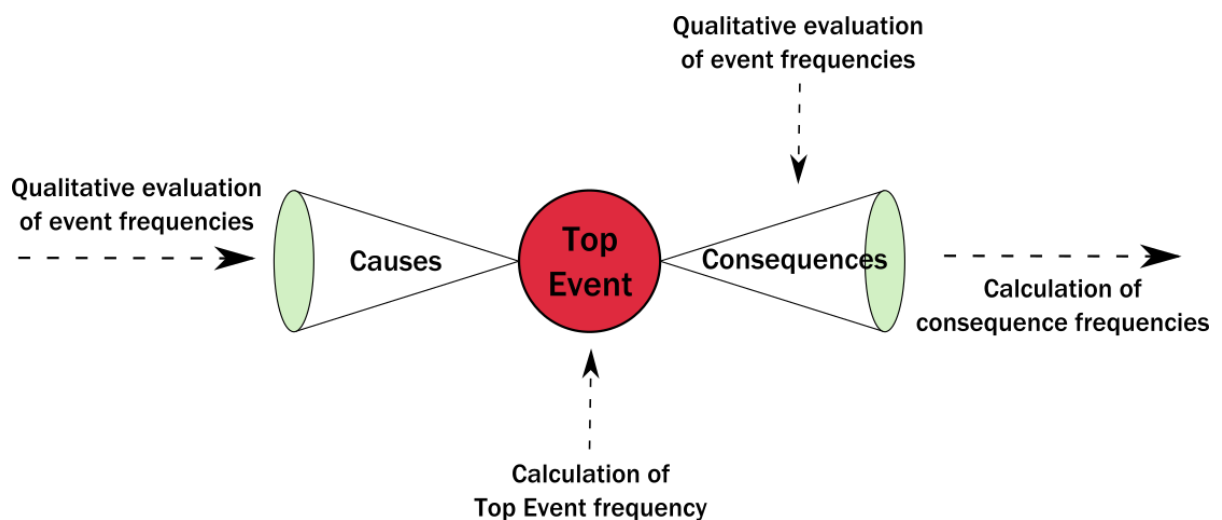 Qualitative evaluation
of event frequencies
Qualitative evaluation
of event frequencies
Causes
Top
Event
Consequences
Calculation of
consequence frequencies
Calculation of
Top Event frequency